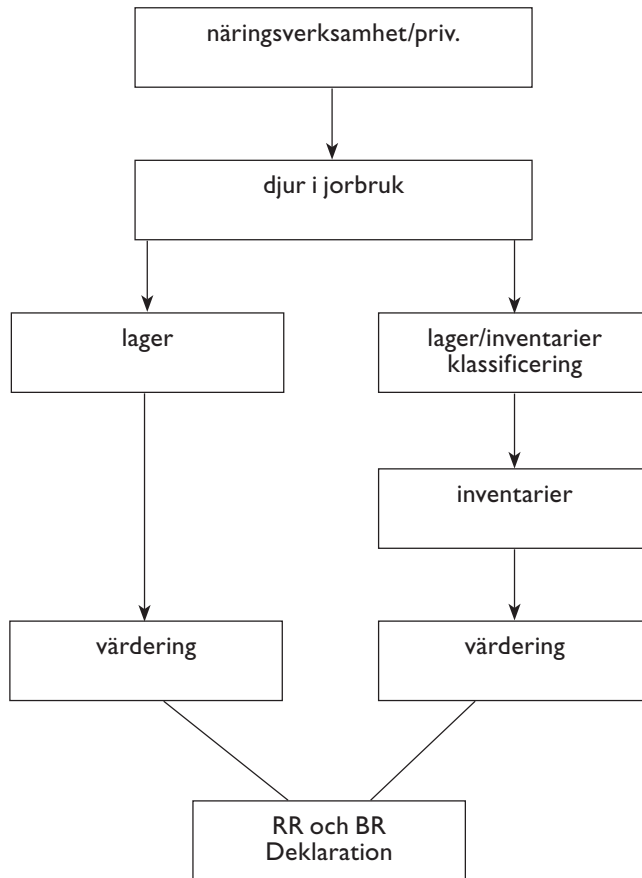 näringsverksamhet/priv.
djur i jorbruk
lager
lager/inventarier
klassificering
inventarier
värdering
värdering
RR och BR
Deklaration